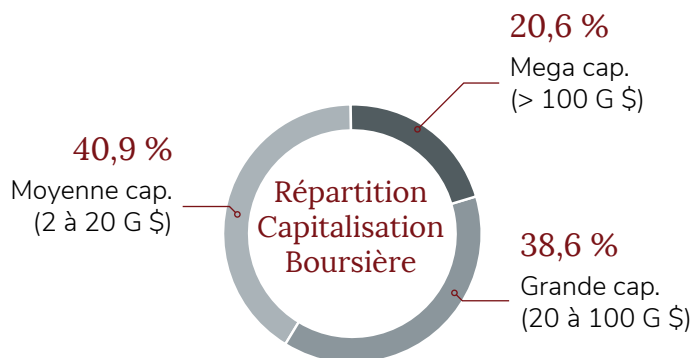 20,6 %
Mega cap.
(> 100 G $)
40,9 %
Moyenne cap.
(2 à 20 G $)
Répartition
Capitalisation
Boursière
38,6 %
Grande cap.
(20 à 100 G $)